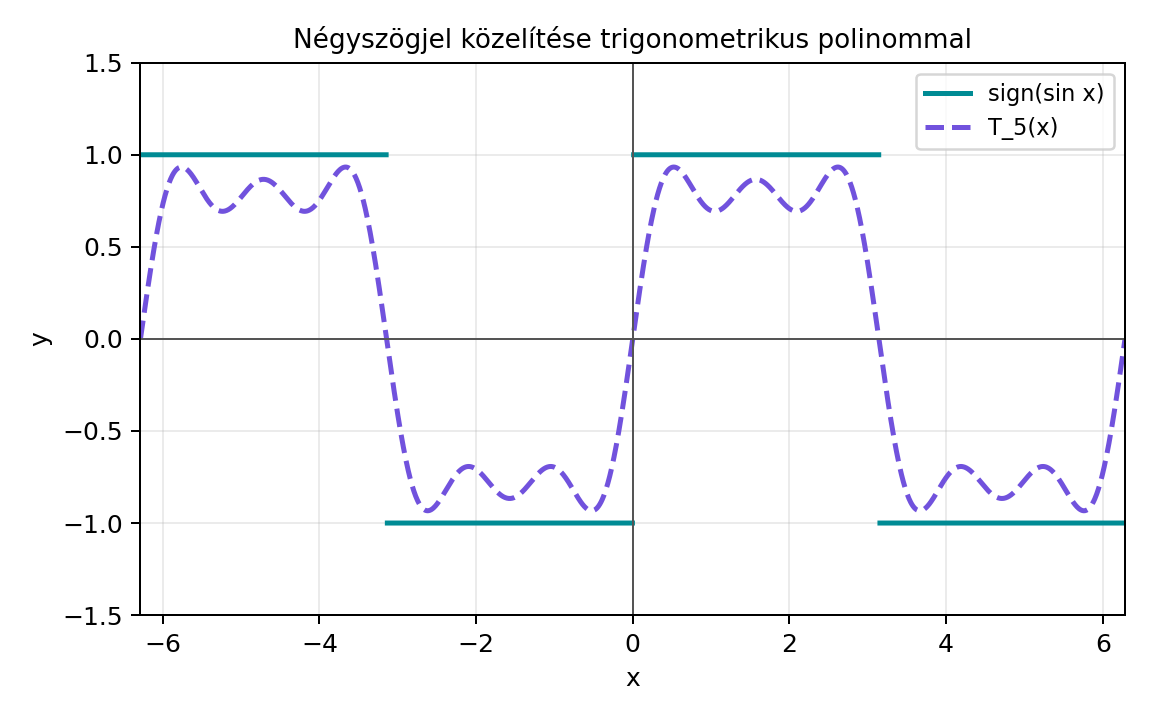 Négyszögjel közelítése trigonometrikus polinommal
sign(sin x)
T_5(x)
1.5
1.0
0.5
0.0
−0.5
−1.0
−1.5
y
−6
−4
−2
0
2
4
6
x